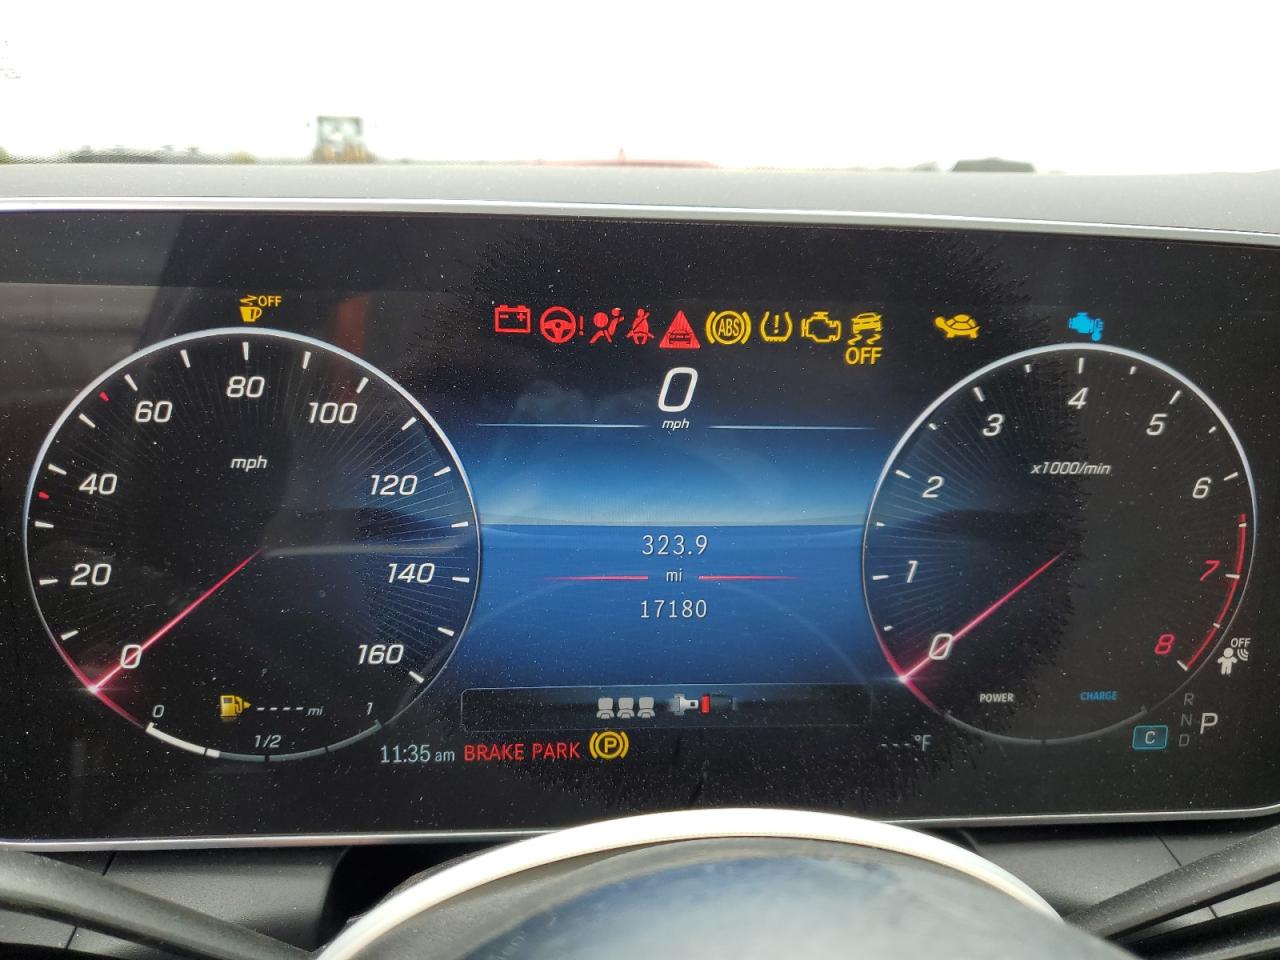 OFF
ABS
OFF
0
mph
0
20
40
60
80
100
120
140
160
mph
0
1
2
3
4
5
6
7
8
x1000/min
323.9
mi
17180
OFF
POWER
CHARGE
0
1/2
1
---- mi
11:35 am BRAKE PARK P
---°F
C
R
N
D
P